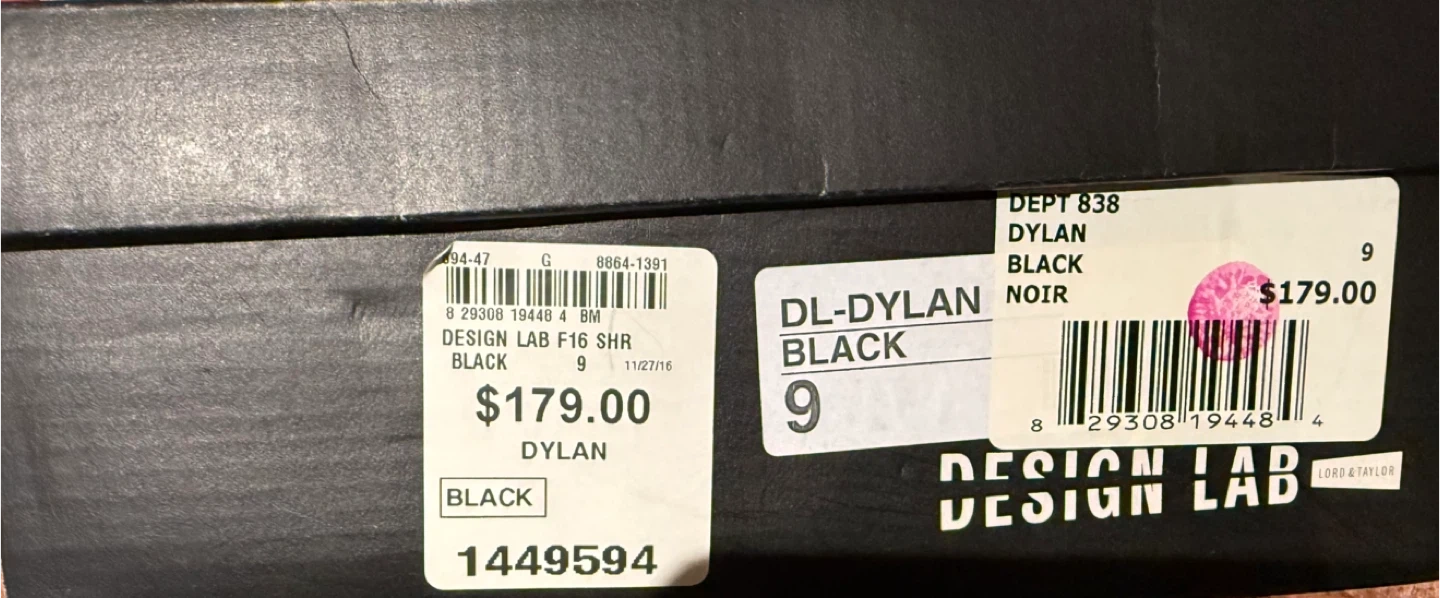 94-47 G 8864-1391
8 29308 19448 4 BM
DESIGN LAB F16 SHR
BLACK 9 11/27/16
$179.00
DYLAN
BLACK
1449594
DL-DYLAN
BLACK
9
DEPT 838
DYLAN
BLACK 9
NOIR $179.00
8 29308 19448 4
DESIGN LAB LORD & TAYLOR